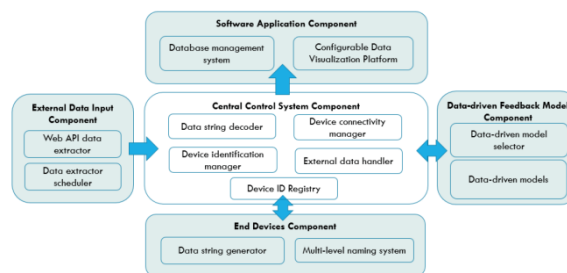 Software Application Component
Database management
system
Configurable Data
Visualization Platform
External Data Input
Component
Web API data
extractor
Data extractor
scheduler
Central Control System Component
Data string decoder
Device connectivity
manager
Device identification
manager
External data handler
Device ID Registry
Data-driven Feedback Model
Component
Data-driven model
selector
Data-driven models
End Devices Component
Data string generator
Multi-level naming system